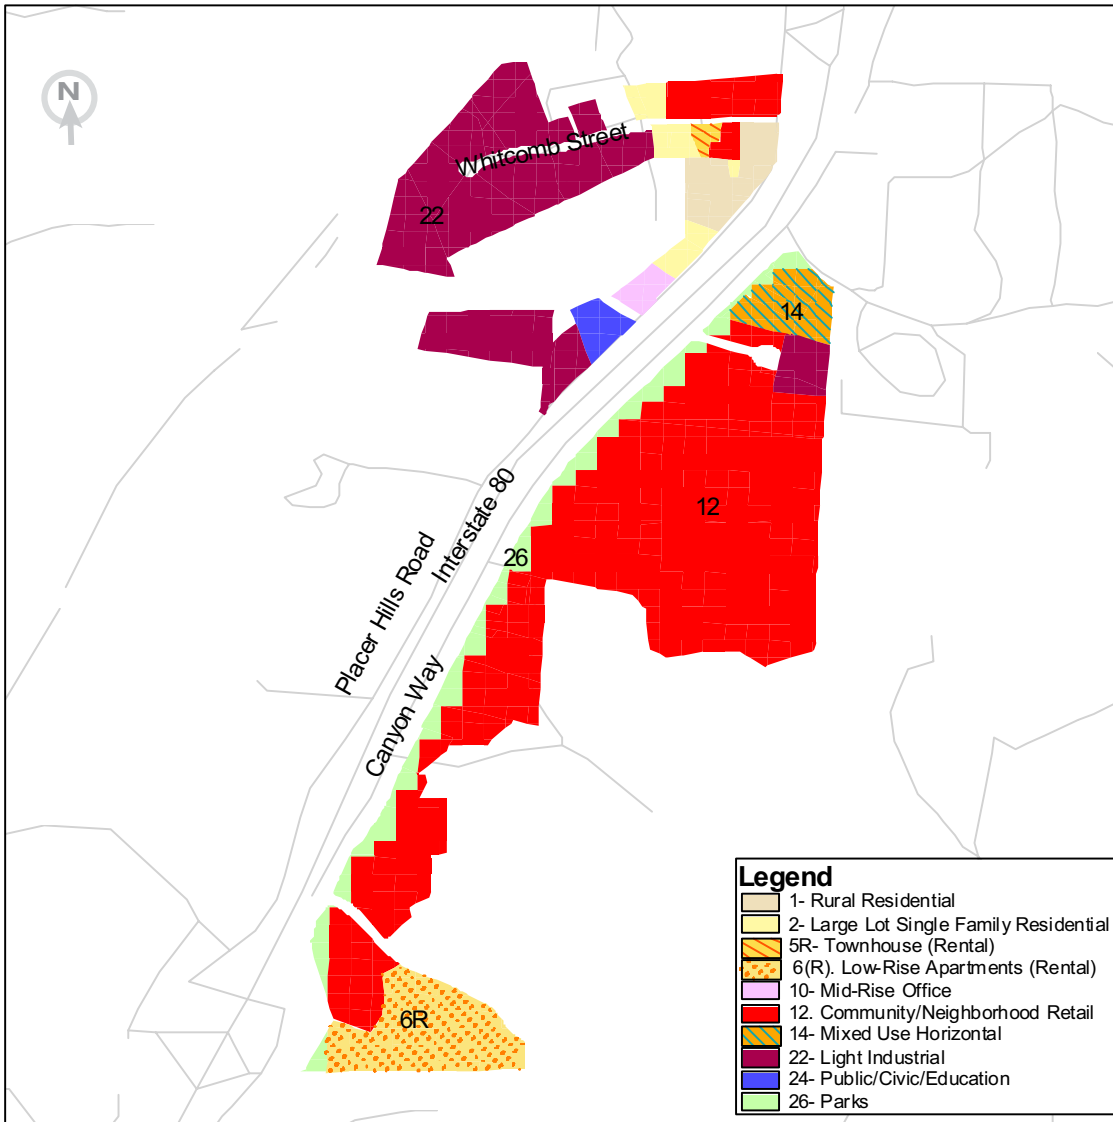 N
Whitcomb Street
22
14
12
Interstate 80
26
Placer Hills Road
Canyon Way
6R
Legend
1- Rural Residential
2- Large Lot Single Family Residential
5R- Townhouse (Rental)
6(R). Low-Rise Apartments (Rental)
10- Mid-Rise Office
12. Community/Neighborhood Retail
14- Mixed Use Horizontal
22- Light Industrial
24- Public/Civic/Education
26- Parks